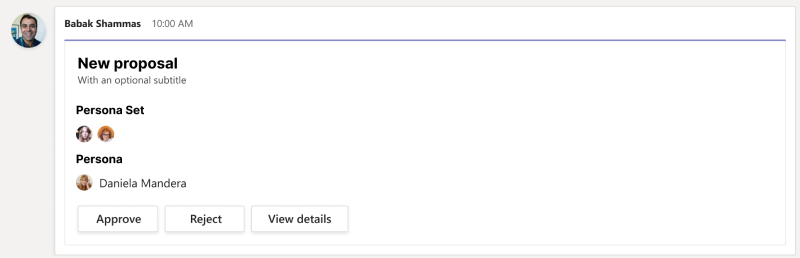 Babak Shammas 10:00 AM
New proposal
With an optional subtitle
Persona Set
Persona
Daniela Mandera
Approve Reject View details